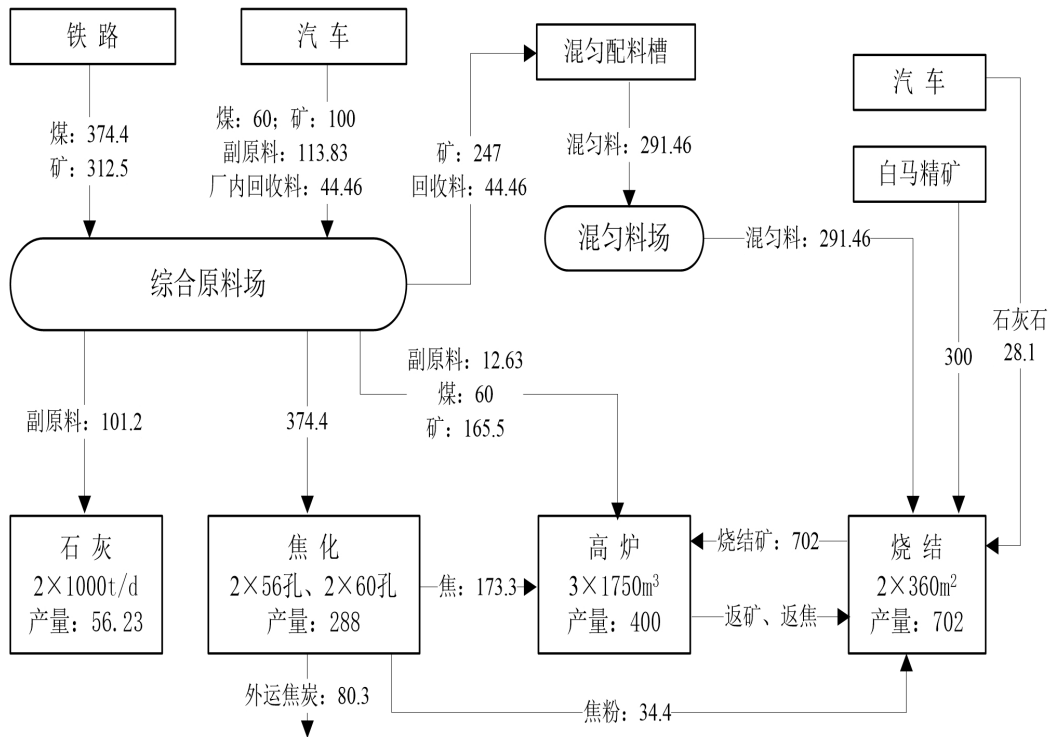 铁 路
汽 车
混匀配料槽
汽 车
煤：374.4
矿：312.5
煤：60；矿：100
副原料：113.83
厂内回收料：44.46
矿：247
回收料：44.46
混匀料：291.46
白马精矿
综合原料场
混匀料场
混匀料：291.46
石灰石
28.1
300
副原料：101.2
374.4
副原料：12.63
煤：60
矿：165.5
石 灰
2×1000t/d
产量：56.23
焦 化
2×56孔、2×60孔
产量：288
焦：173.3
高 炉
3×1750m³
产量：400
烧结矿：702
返矿、返焦
烧 结
2×360m²
产量：702
外运焦炭：80.3
焦粉：34.4